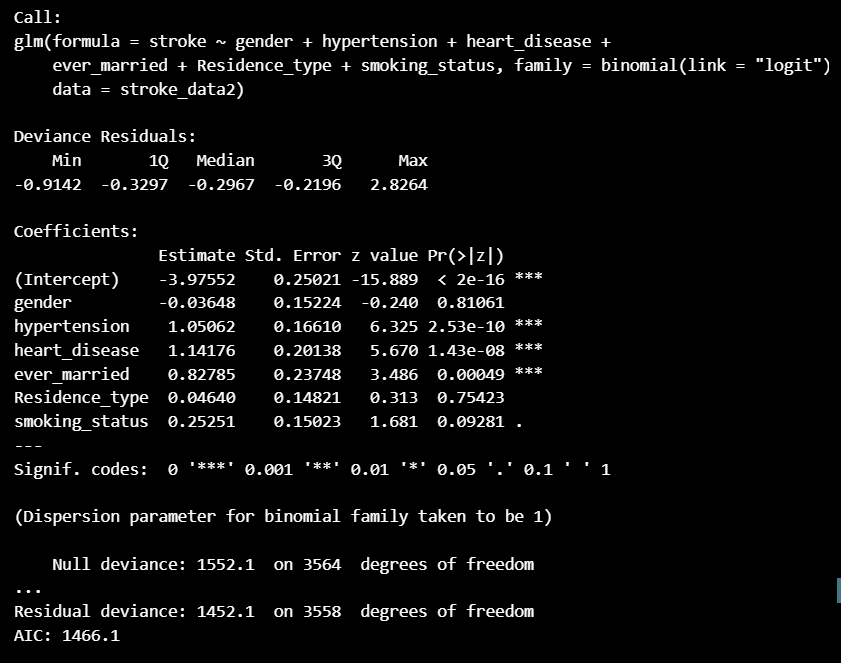 Call:
glm(formula = stroke ~ gender + hypertension + heart_disease +
    ever_married + Residence_type + smoking_status, family = binomial(link = "logit")
    data = stroke_data2)

Deviance Residuals:
    Min       1Q   Median       3Q      Max
-0.9142  -0.3297  -0.2967  -0.2196   2.8264

Coefficients:
               Estimate Std. Error z value Pr(>|z|)
(Intercept)    -3.97552    0.25021 -15.889  < 2e-16 ***
gender         -0.03648    0.15224  -0.240  0.81061
hypertension    1.05062    0.16610   6.325 2.53e-10 ***
heart_disease   1.14176    0.20138   5.670 1.43e-08 ***
ever_married    0.82785    0.23748   3.486  0.00049 ***
Residence_type  0.04640    0.14821   0.313  0.75423
smoking_status  0.25251    0.15023   1.681  0.09281 .
---
Signif. codes:  0 '***' 0.001 '**' 0.01 '*' 0.05 '.' 0.1 ' ' 1

(Dispersion parameter for binomial family taken to be 1)

    Null deviance: 1552.1  on 3564  degrees of freedom
...
Residual deviance: 1452.1  on 3558  degrees of freedom
AIC: 1466.1